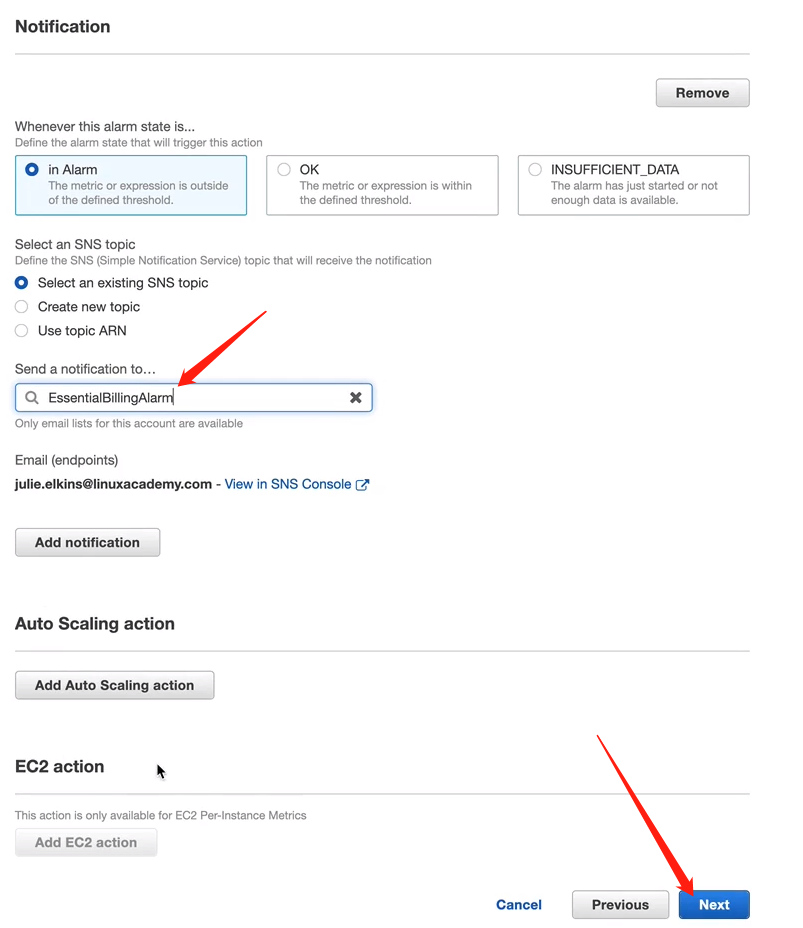 Notification
Remove
Whenever this alarm state is...
Define the alarm state that will trigger this action
in Alarm
The metric or expression is outside
of the defined threshold.
OK
The metric or expression is within
the defined threshold.
INSUFFICIENT_DATA
The alarm has just started or not
enough data is available.
Select an SNS topic
Define the SNS (Simple Notification Service) topic that will receive the notification
Select an existing SNS topic
Create new topic
Use topic ARN
Send a notification to…
EssentialBillingAlarm
Only email lists for this account are available
Email (endpoints)
julie.elkins@linuxacademy.com - View in SNS Console
Add notification
Auto Scaling action
Add Auto Scaling action
EC2 action
This action is only available for EC2 Per-Instance Metrics
Add EC2 action
Cancel
Previous
Next